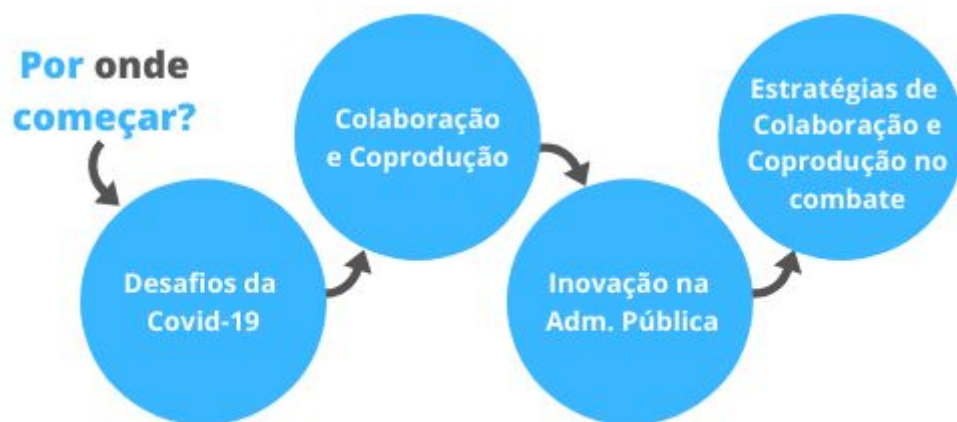 Por onde
começar?
Desafios da
Covid-19
Colaboração
e Coprodução
Inovação na
Adm. Pública
Estratégias de
Colaboração e
Coprodução no
combate